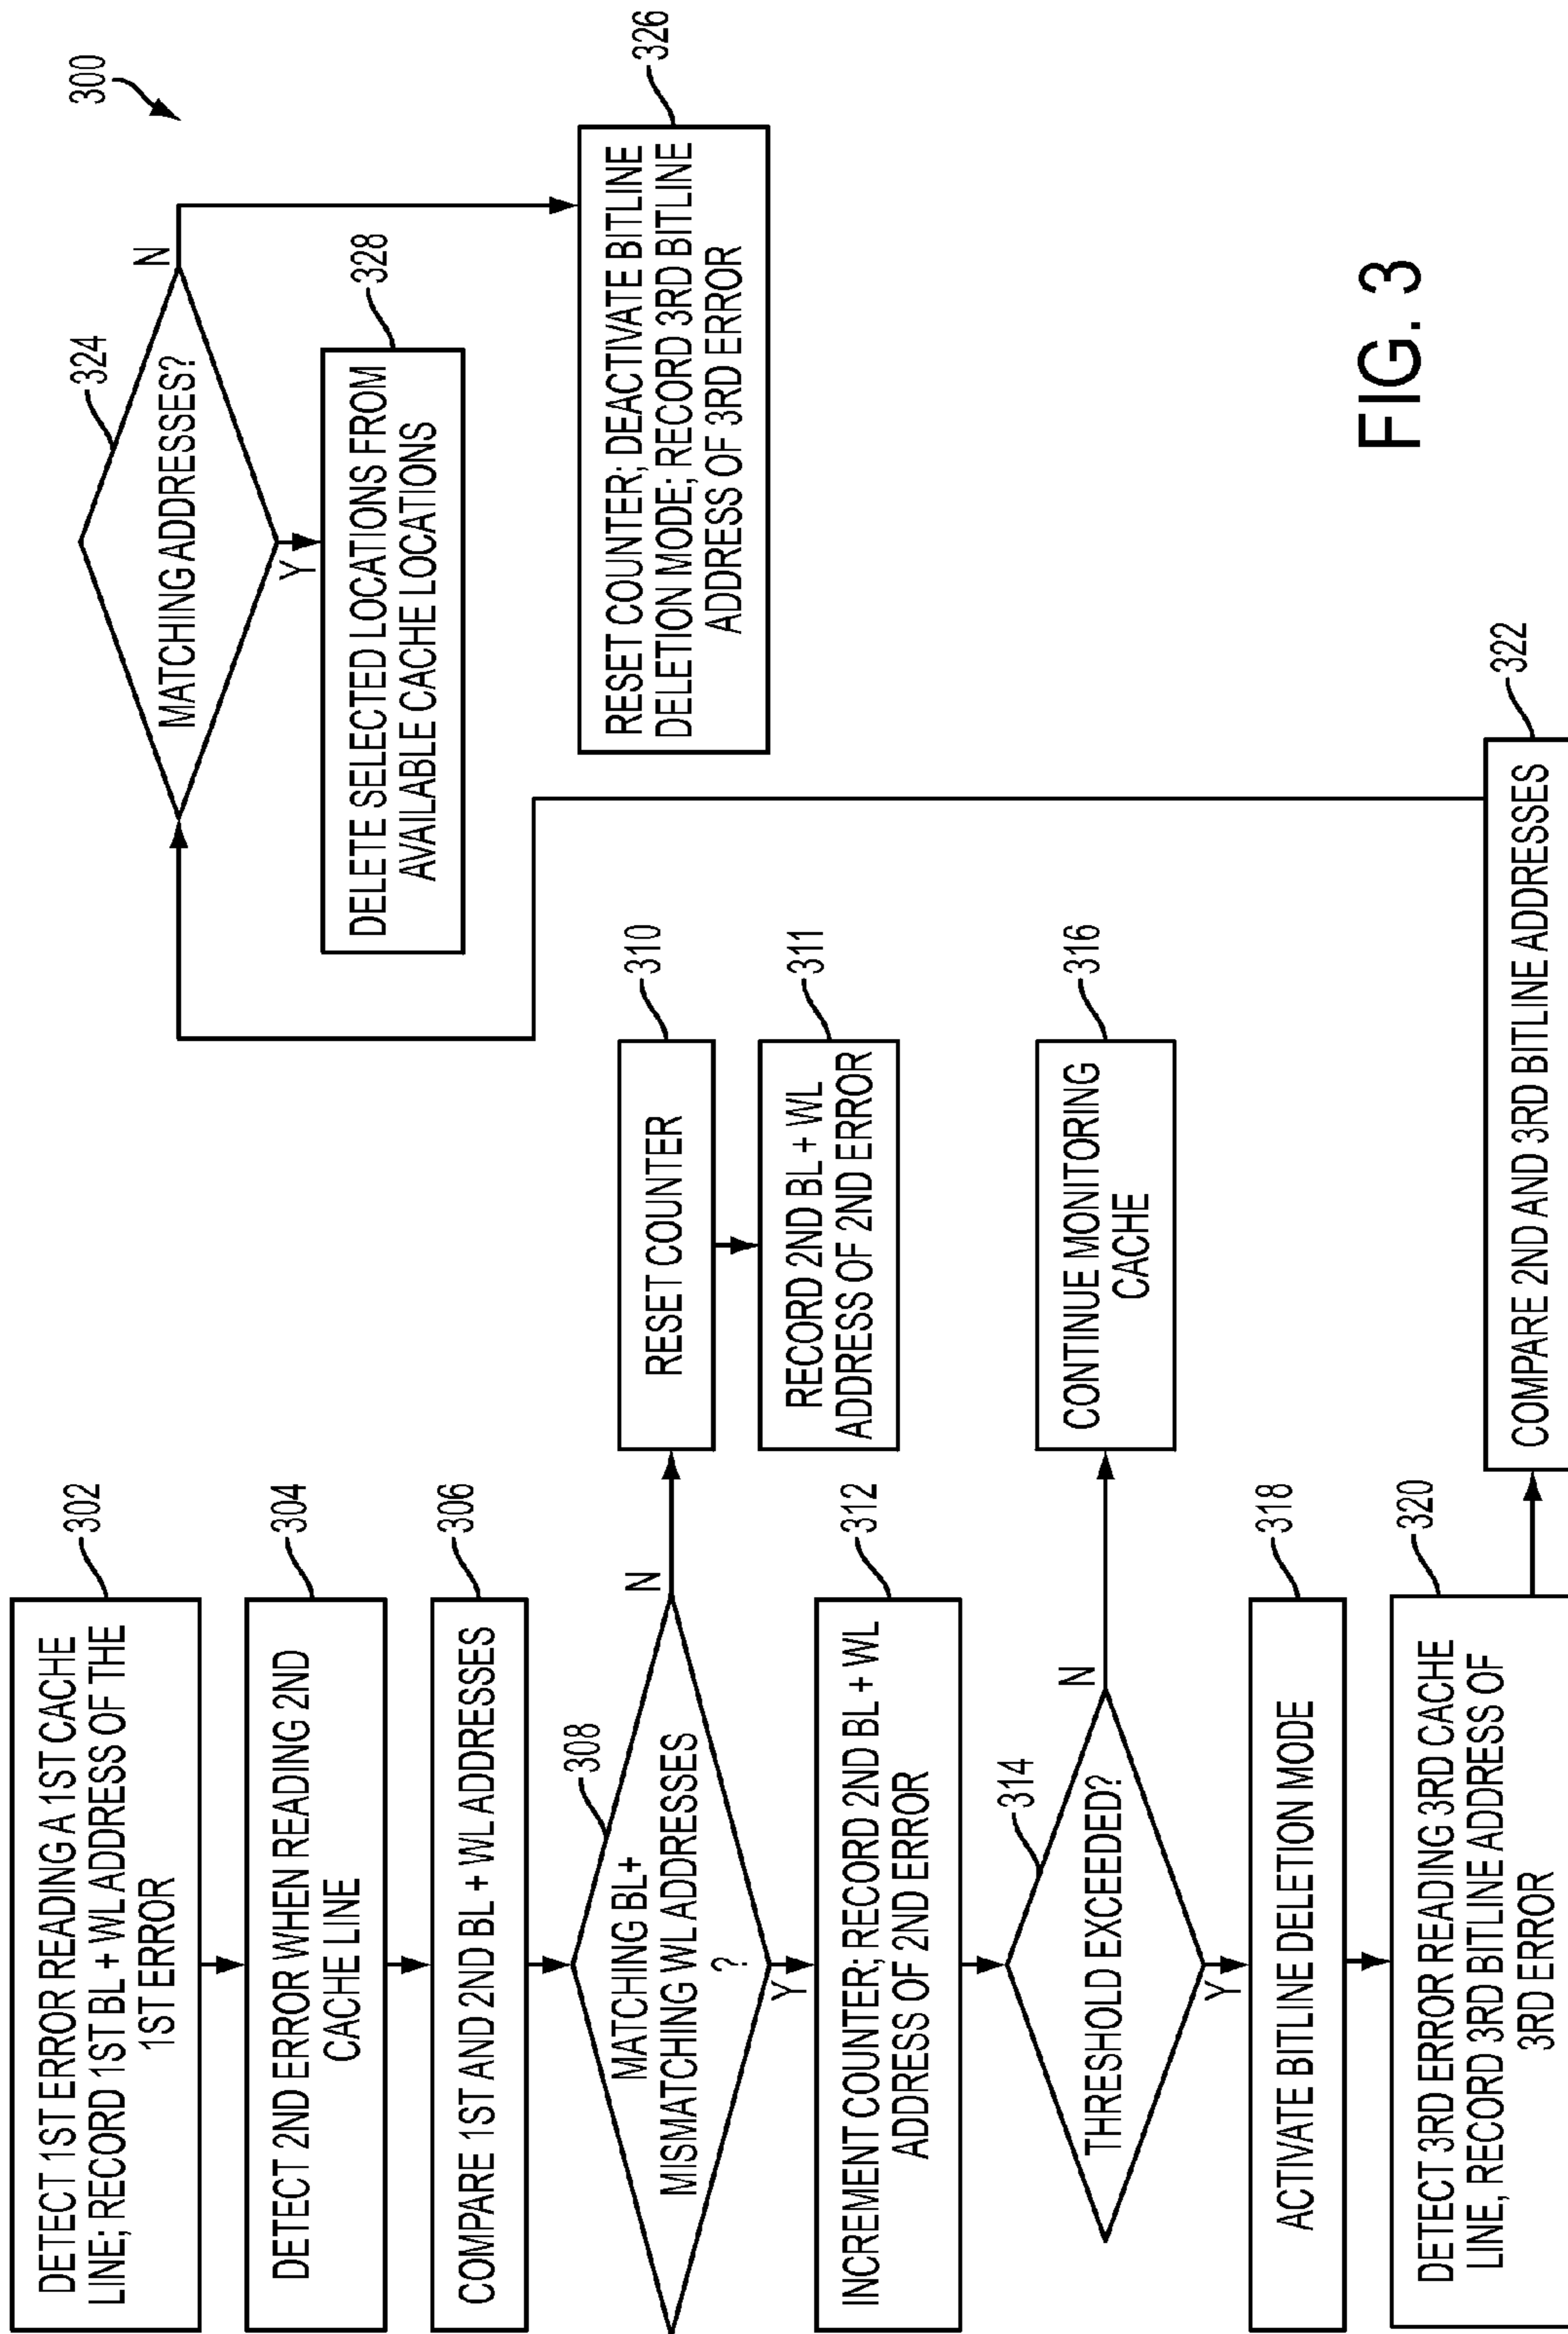 300
DETECT 1ST ERROR READING A 1ST CACHE
LINE; RECORD 1ST BL + WL ADDRESS OF THE
1ST ERROR
302
DETECT 2ND ERROR WHEN READING 2ND
CACHE LINE
304
COMPARE 1ST AND 2ND BL + WL ADDRESSES
306
MATCHING BL+
MISMATCHING WL ADDRESSES
?
308
N
Y
RESET COUNTER
310
RECORD 2ND BL + WL
ADDRESS OF 2ND ERROR
311
INCREMENT COUNTER; RECORD 2ND BL + WL
ADDRESS OF 2ND ERROR
312
THRESHOLD EXCEEDED?
314
N
Y
CONTINUE MONITORING
CACHE
316
ACTIVATE BITLINE DELETION MODE
318
DETECT 3RD ERROR READING 3RD CACHE
LINE, RECORD 3RD BITLINE ADDRESS OF
3RD ERROR
320
COMPARE 2ND AND 3RD BITLINE ADDRESSES
322
MATCHING ADDRESSES?
324
N
Y
DELETE SELECTED LOCATIONS FROM
AVAILABLE CACHE LOCATIONS
328
RESET COUNTER; DEACTIVATE BITLINE
DELETION MODE; RECORD 3RD BITLINE
ADDRESS OF 3RD ERROR
326
FIG. 3